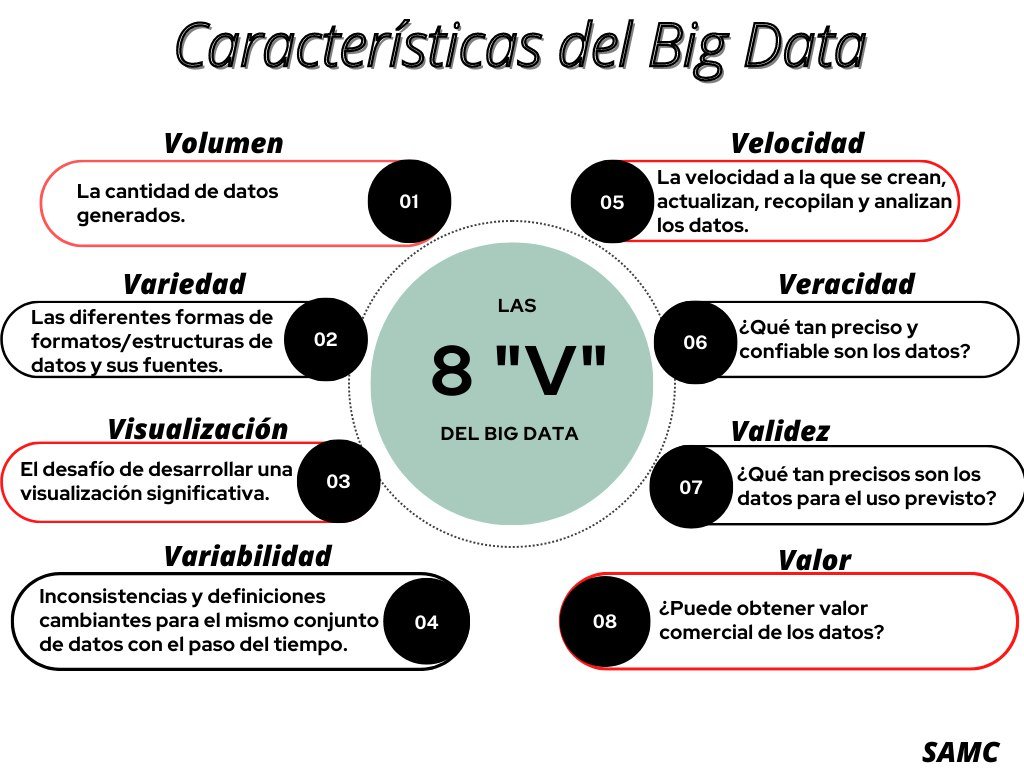 Características del Big Data
Volumen
La cantidad de datos
generados.
01
Variedad
Las diferentes formas de
formatos/estructuras de
datos y sus fuentes.
02
Visualización
El desafío de desarrollar una
visualización significativa.
03
Variabilidad
Inconsistencias y definiciones
cambiantes para el mismo conjunto
de datos con el paso del tiempo.
04
LAS
8 "V"
DEL BIG DATA
Velocidad
05
La velocidad a la que se crean,
actualizan, recopilan y analizan
los datos.
Veracidad
06
¿Qué tan preciso y
confiable son los datos?
Validez
07
¿Qué tan precisos son los
datos para el uso previsto?
Valor
08
¿Puede obtener valor
comercial de los datos?
SAMC